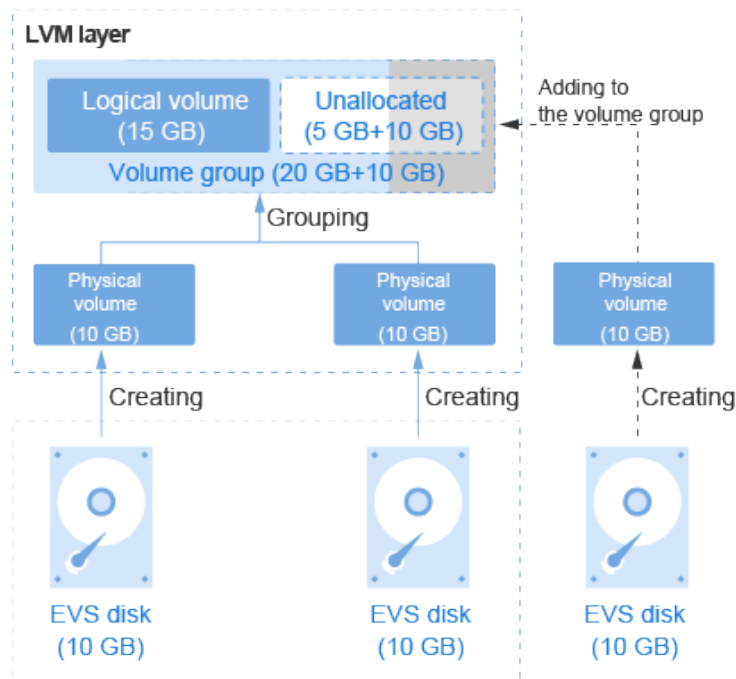 LVM layer
Logical volume
(15 GB)
Unallocated
(5 GB+10 GB)
Volume group (20 GB+10 GB)
Adding to
the volume group
Grouping
Physical
volume
(10 GB)
Physical
volume
(10 GB)
Physical
volume
(10 GB)
Creating
Creating
Creating
EVS disk
(10 GB)
EVS disk
(10 GB)
EVS disk
(10 GB)